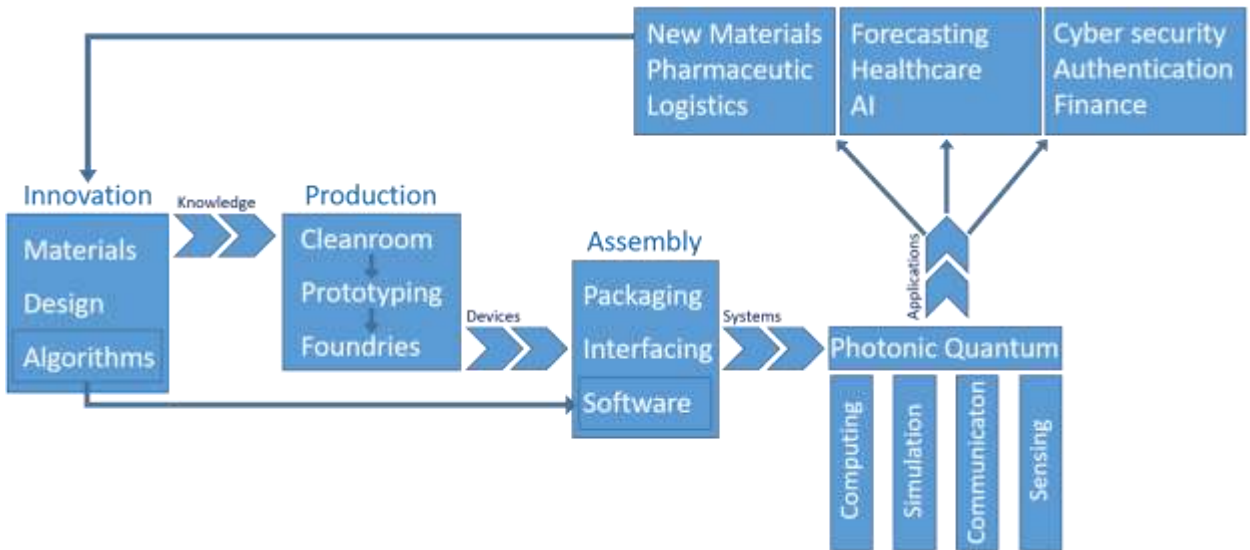 New Materials
Pharmaceutic
Logistics
Forecasting
Healthcare
AI
Cyber security
Authentication
Finance
Innovation
Materials
Design
Algorithms
Knowledge
Production
Cleanroom
Prototyping
Foundries
Devices
Assembly
Packaging
Interfacing
Software
Systems
Applications
Photonic Quantum
Computing
Simulation
Communicaton
Sensing